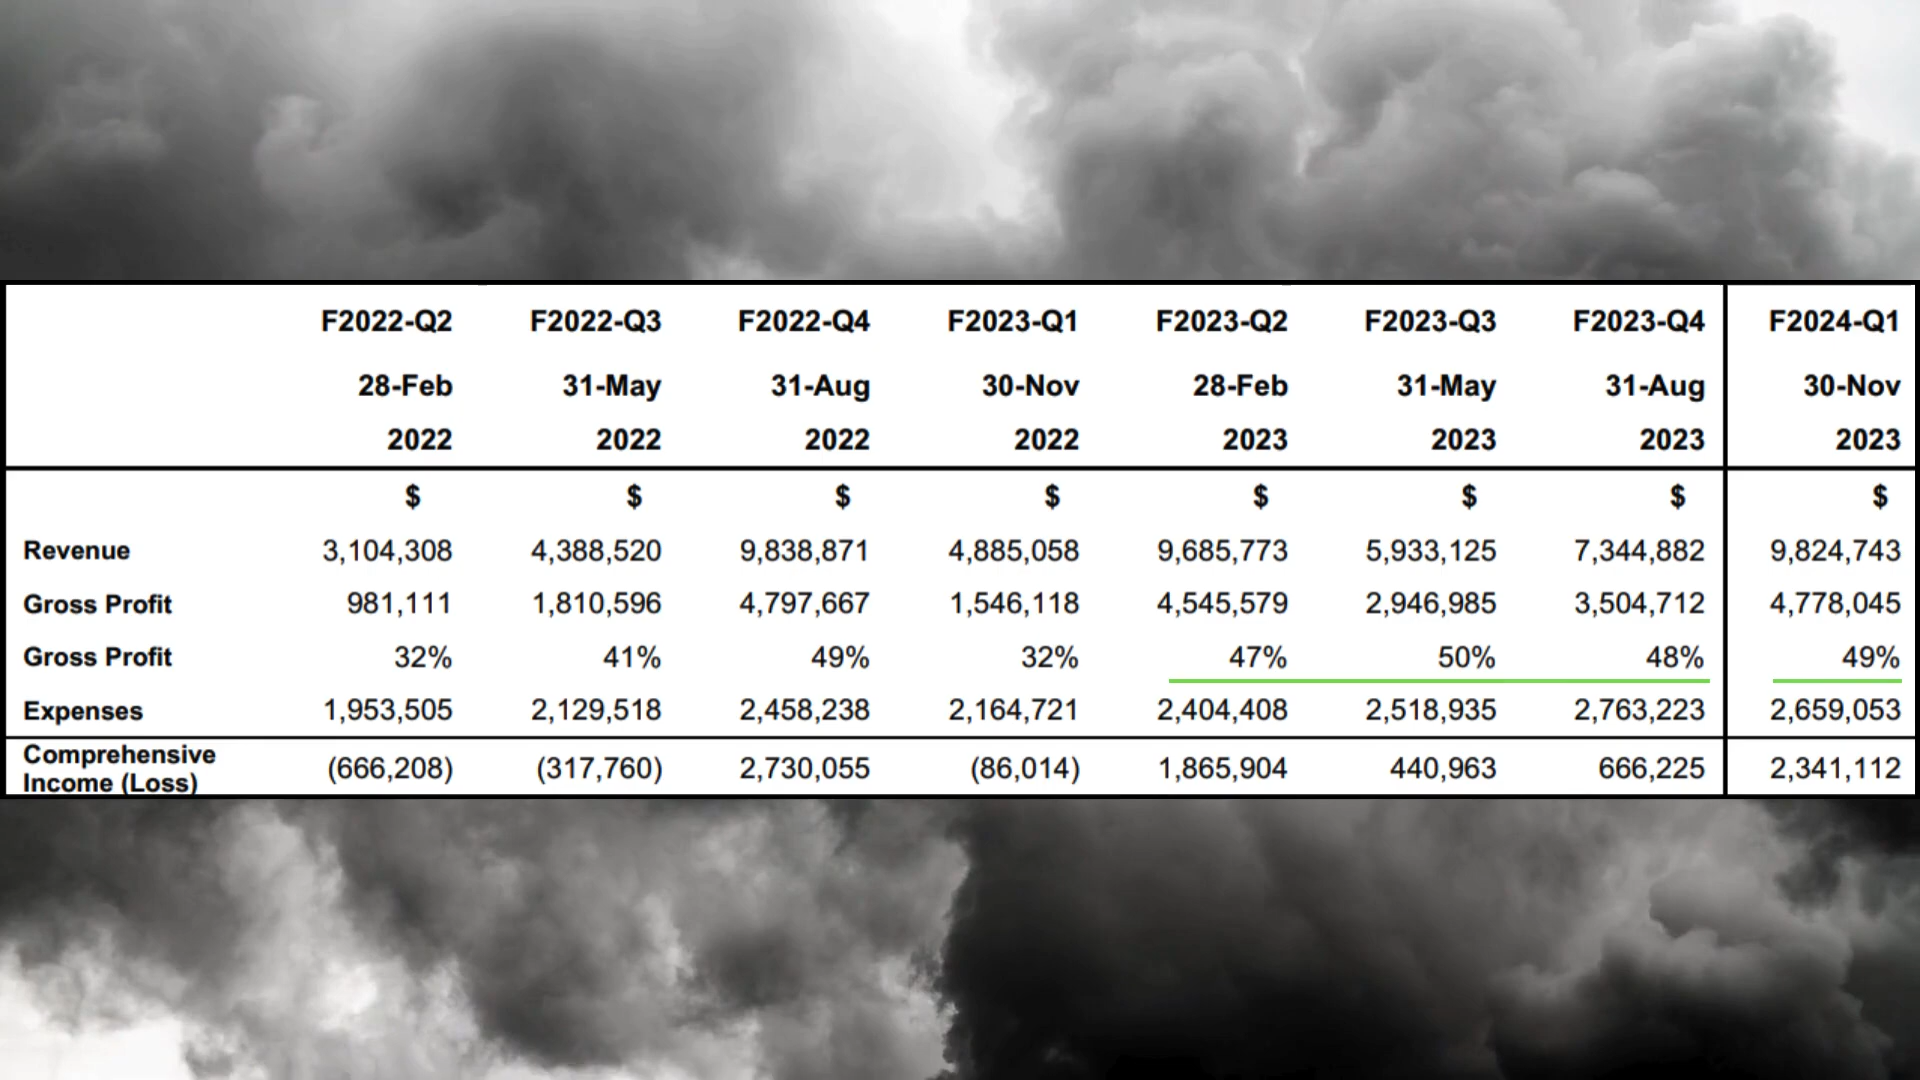 F2022-Q2 F2022-Q3 F2022-Q4 F2023-Q1 F2023-Q2 F2023-Q3 F2023-Q4 F2024-Q1
28-Feb 31-May 31-Aug 30-Nov 28-Feb 31-May 31-Aug 30-Nov
2022 2022 2022 2022 2023 2023 2023 2023
$ $ $ $ $ $ $ $
Revenue 3,104,308 4,388,520 9,838,871 4,885,058 9,685,773 5,933,125 7,344,882 9,824,743
Gross Profit 981,111 1,810,596 4,797,667 1,546,118 4,545,579 2,946,985 3,504,712 4,778,045
Gross Profit 32% 41% 49% 32% 47% 50% 48% 49%
Expenses 1,953,505 2,129,518 2,458,238 2,164,721 2,404,408 2,518,935 2,763,223 2,659,053
Comprehensive
Income (Loss) (666,208) (317,760) 2,730,055 (86,014) 1,865,904 440,963 666,225 2,341,112